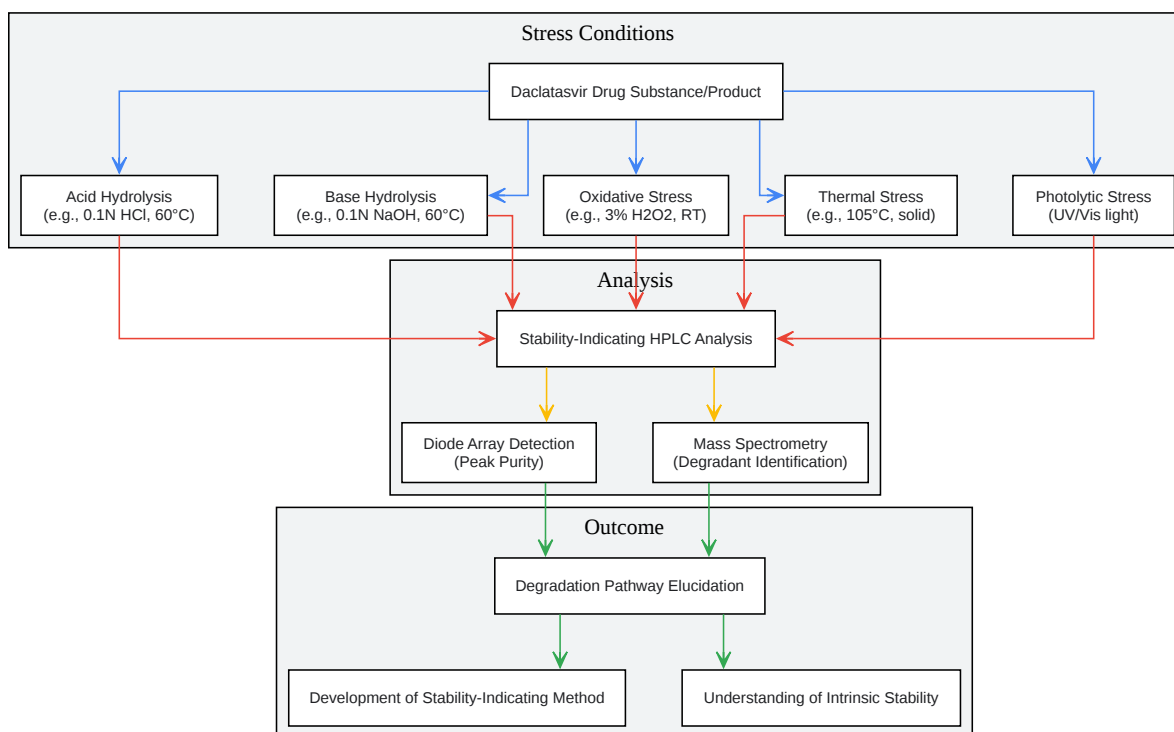 Stress Conditions
Daclatasvir Drug Substance/Product
Acid Hydrolysis
(e.g., 0.1N HCl, 60°C)
Base Hydrolysis
(e.g., 0.1N NaOH, 60°C)
Oxidative Stress
(e.g., 3% H2O2, RT)
Thermal Stress
(e.g., 105°C, solid)
Photolytic Stress
(UV/Vis light)
Analysis
Stability-Indicating HPLC Analysis
Diode Array Detection
(Peak Purity)
Mass Spectrometry
(Degradant Identification)
Outcome
Degradation Pathway Elucidation
Development of Stability-Indicating Method
Understanding of Intrinsic Stability